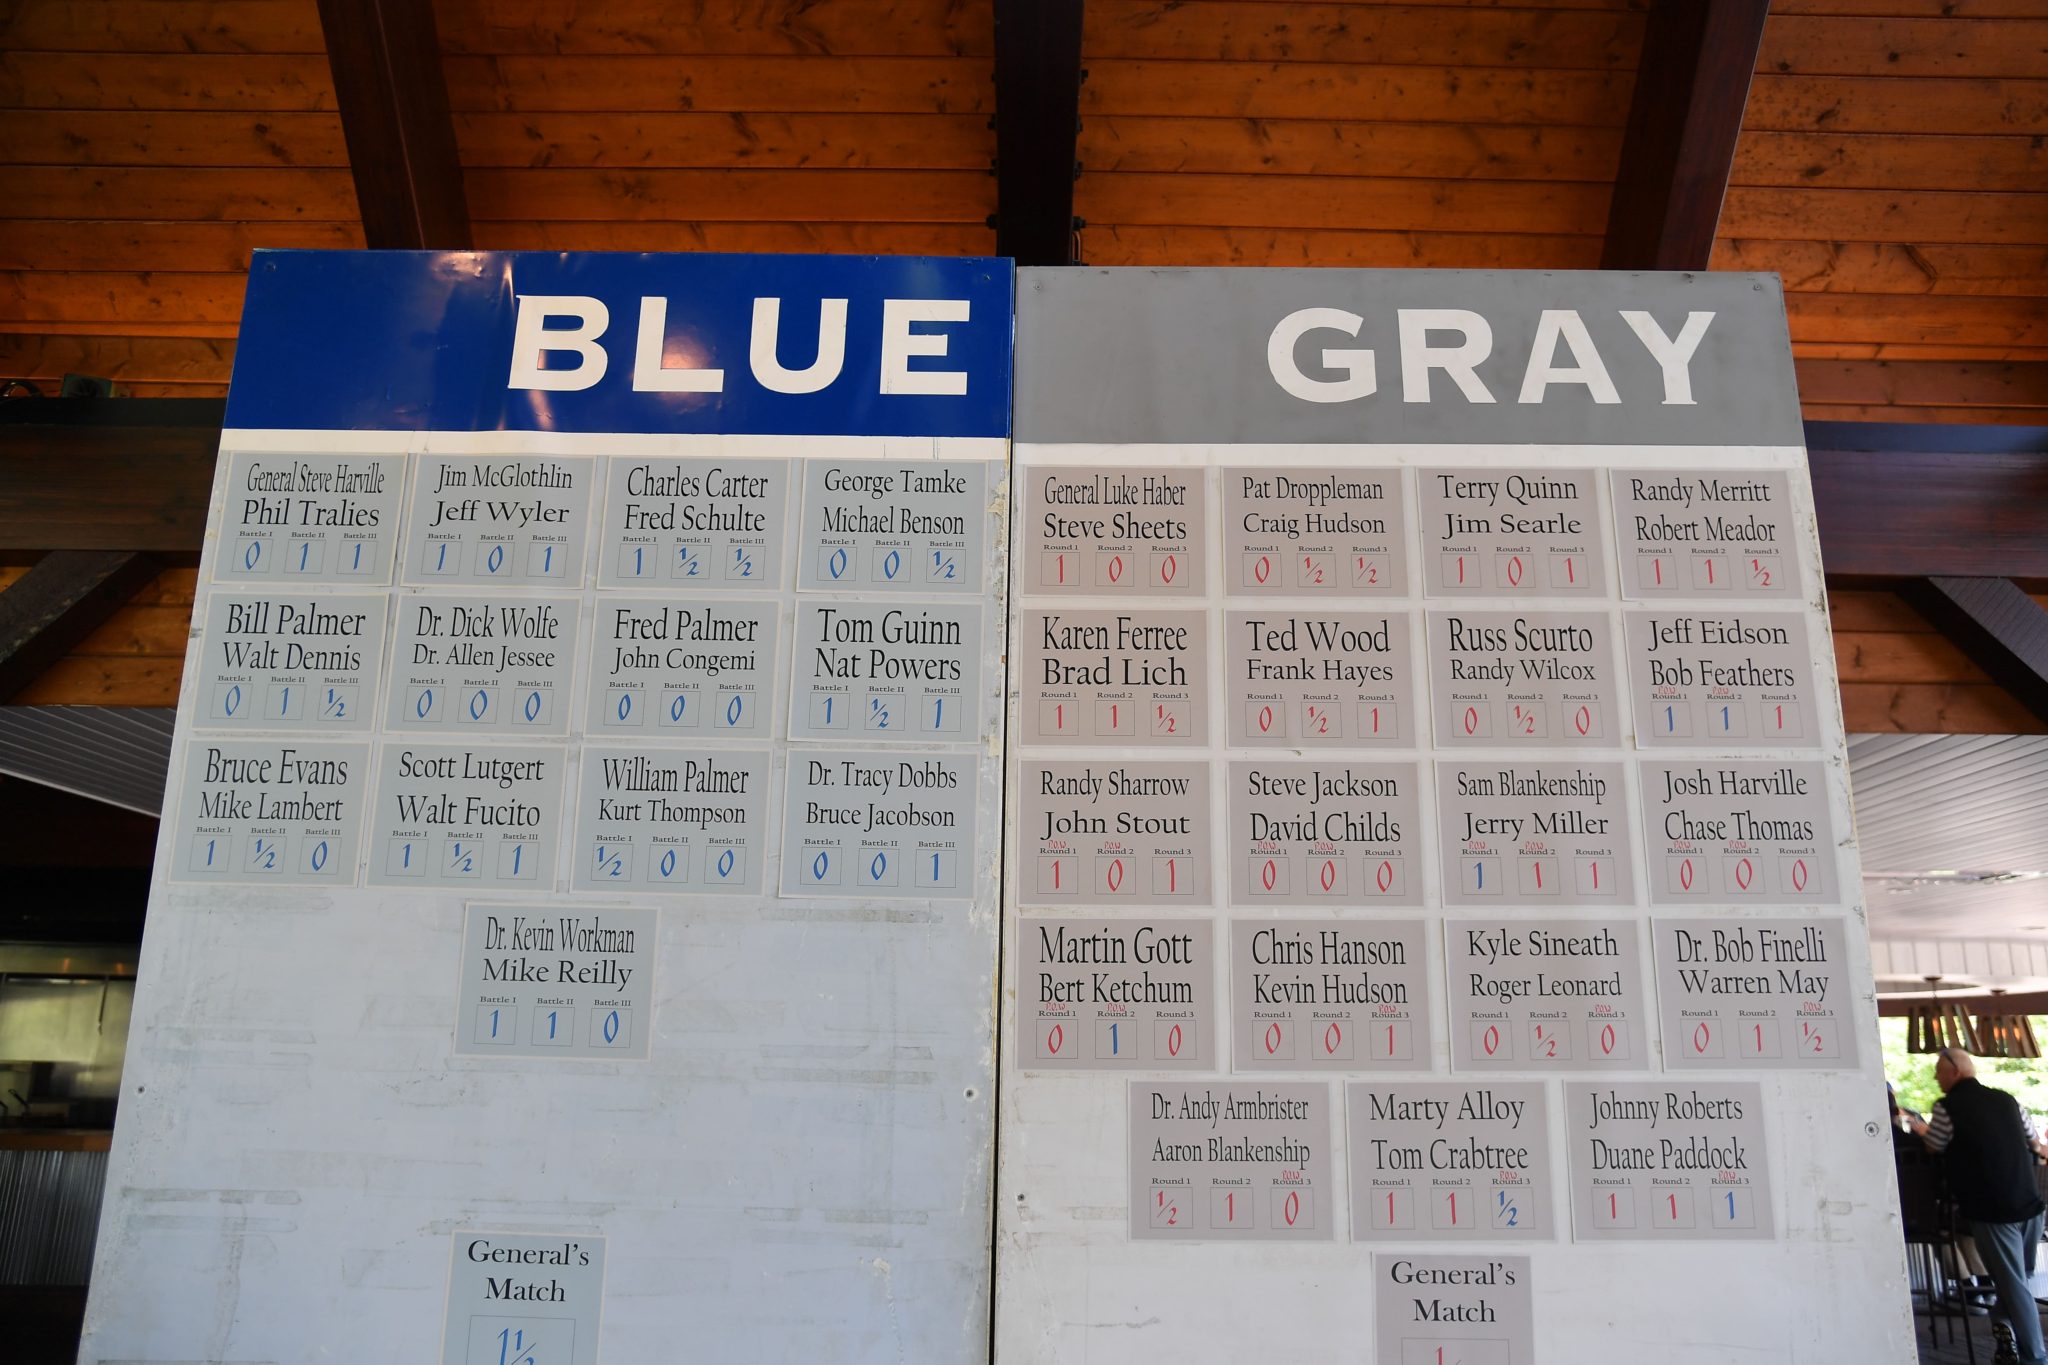 BLUE
General Steve Harville
Phil Tralies
Battle I Battle II Battle III
0 1 1
Jim McGlothlin
Jeff Wyler
Battle I Battle II Battle III
1 0 1
Charles Carter
Fred Schulte
Battle I Battle II Battle III
1 ½ ½
George Tamke
Michael Benson
Battle I Battle II Battle III
0 0 ½
Bill Palmer
Walt Dennis
Battle I Battle II Battle III
0 1 ½
Dr. Dick Wolfe
Dr. Allen Jessee
Battle I Battle II Battle III
0 0 0
Fred Palmer
John Congemi
Battle I Battle II Battle III
0 0 0
Tom Guinn
Nat Powers
Battle I Battle II Battle III
1 ½ 1
Bruce Evans
Mike Lambert
Battle I Battle II Battle III
1 ½ 0
Scott Lutgert
Walt Fucito
Battle I Battle II Battle III
1 ½ 1
William Palmer
Kurt Thompson
Battle I Battle II Battle III
½ 0 0
Dr. Tracy Dobbs
Bruce Jacobson
Battle I Battle II Battle III
0 0 1
Dr. Kevin Workman
Mike Reilly
Battle I Battle II Battle III
1 1 0
General's
Match
1½
GRAY
General Luke Haber
Steve Sheets
Round 1 Round 2 Round 3
1 0 0
Pat Droppleman
Craig Hudson
Round 1 Round 2 Round 3
0 ½ ½
Terry Quinn
Jim Searle
Round 1 Round 2 Round 3
1 0 1
Randy Merritt
Robert Meador
Round 1 Round 2 Round 3
1 1 ½
Karen Ferree
Brad Lich
Round 1 Round 2 Round 3
1 1 ½
Ted Wood
Frank Hayes
Round 1 Round 2 Round 3
0 ½ 1
Russ Scurto
Randy Wilcox
Round 1 Round 2 Round 3
0 ½ 0
Jeff Eidson
Bob Feathers
P.O.W P.O.W
Round 1 Round 2 Round 3
1 1 1
Randy Sharrow
John Stout
P.O.W P.O.W
Round 1 Round 2 Round 3
1 0 1
Steve Jackson
David Childs
P.O.W P.O.W
Round 1 Round 2 Round 3
0 0 0
Sam Blankenship
Jerry Miller
P.O.W P.O.W
Round 1 Round 2 Round 3
1 1 1
Josh Harville
Chase Thomas
P.O.W P.O.W
Round 1 Round 2 Round 3
0 0 0
Martin Gott
Bert Ketchum
P.O.W P.O.W
Round 1 Round 2 Round 3
0 1 0
Chris Hanson
Kevin Hudson
P.O.W
Round 1 Round 2 Round 3
0 0 1
Kyle Sineath
Roger Leonard
P.O.W
Round 1 Round 2 Round 3
0 ½ 0
Dr. Bob Finelli
Warren May
P.O.W
Round 1 Round 2 Round 3
0 1 ½
Dr. Andy Armbrister
Aaron Blankenship
P.O.W
Round 1 Round 2 Round 3
½ 1 0
Marty Alloy
Tom Crabtree
P.O.W
Round 1 Round 2 Round 3
1 1 ½
Johnny Roberts
Duane Paddock
P.O.W
Round 1 Round 2 Round 3
1 1 1
General's
Match